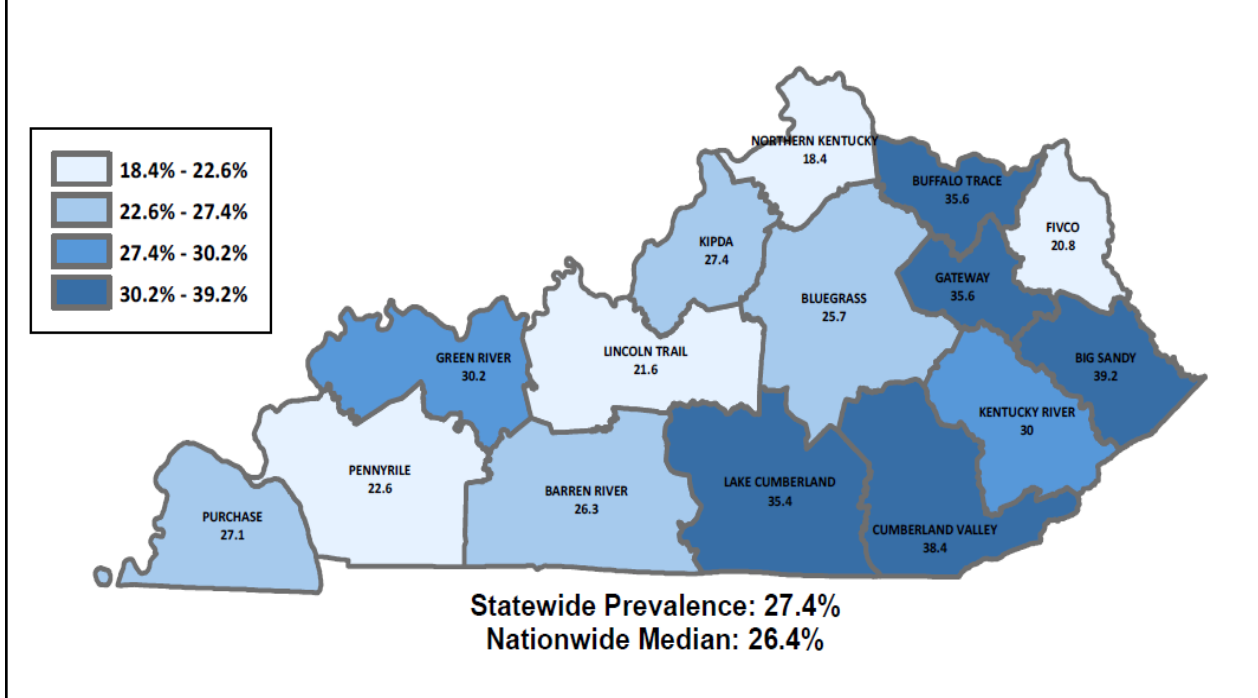 18.4% - 22.6%
22.6% - 27.4%
27.4% - 30.2%
30.2% - 39.2%
NORTHERN KENTUCKY
18.4
BUFFALO TRACE
35.6
FIVCO
20.8
KIPDA
27.4
GATEWAY
35.6
BLUEGRASS
25.7
LINCOLN TRAIL
21.6
GREEN RIVER
30.2
BIG SANDY
39.2
KENTUCKY RIVER
30
PENNYRILE
22.6
BARREN RIVER
26.3
LAKE CUMBERLAND
35.4
PURCHASE
27.1
CUMBERLAND VALLEY
38.4
Statewide Prevalence: 27.4%
Nationwide Median: 26.4%